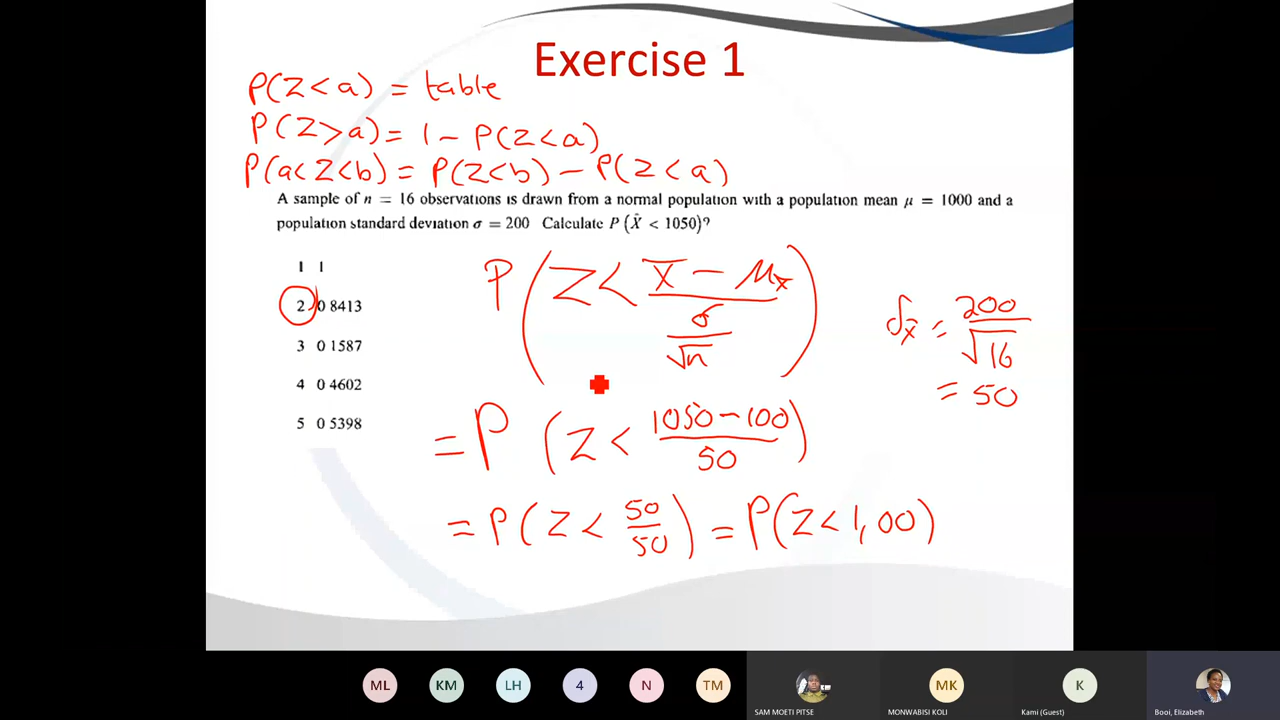 Exercise 1
P(Z<a) = table
P(Z>a) = 1 - P(Z<a)
P(a<Z<b) = P(Z<b) - P(Z<a)
A sample of n = 16 observations is drawn from a normal population with a population mean μ = 1000 and a
population standard deviation σ = 200 Calculate P (X̄ < 1050)?
1 1
2 0 8413
3 0 1587
4 0 4602
5 0 5398
P(Z < (x̄ - μx̄)/(σ/√n))
σx̄ = 200/√16
= 50
= P (Z < (1050-100)/50)
= P(Z < 50/50) = P(Z < 1,00)
ML
KM
LH
4
N
TM
SAM MOETI PITSE
MK
MONWABISI KOLI
K
Kami (Guest)
Booi, Elizabeth